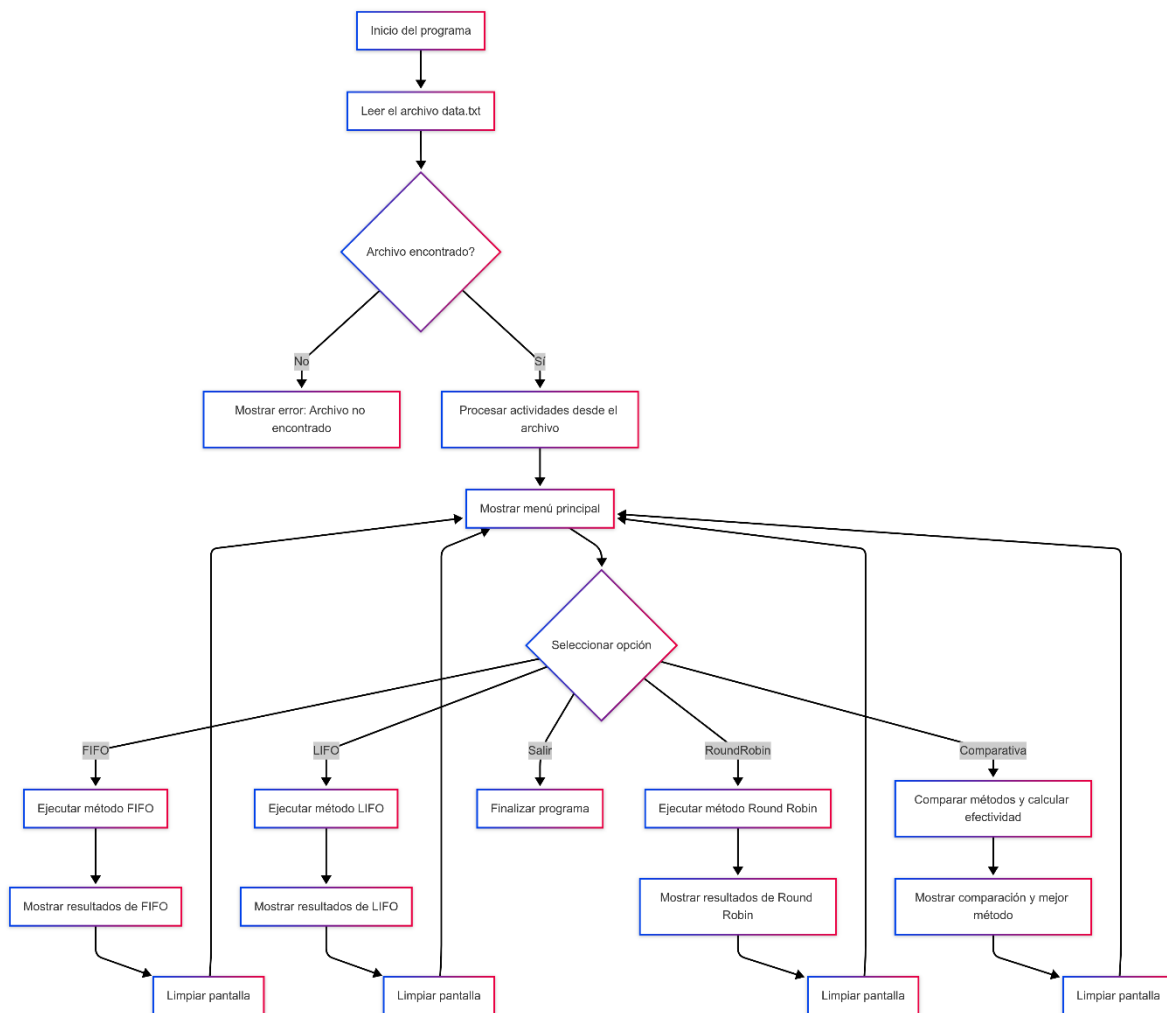 Inicio del programa
Leer el archivo data.txt
Archivo encontrado?
No
Sí
Mostrar error: Archivo no
encontrado
Procesar actividades desde el
archivo
Mostrar menú principal
Seleccionar opción
FIFO
LIFO
Salir
RoundRobin
Comparativa
Ejecutar método FIFO
Ejecutar método LIFO
Finalizar programa
Ejecutar método Round Robin
Comparar métodos y calcular
efectividad
Mostrar resultados de FIFO
Mostrar resultados de LIFO
Mostrar resultados de Round
Robin
Mostrar comparación y mejor
método
Limpiar pantalla
Limpiar pantalla
Limpiar pantalla
Limpiar pantalla